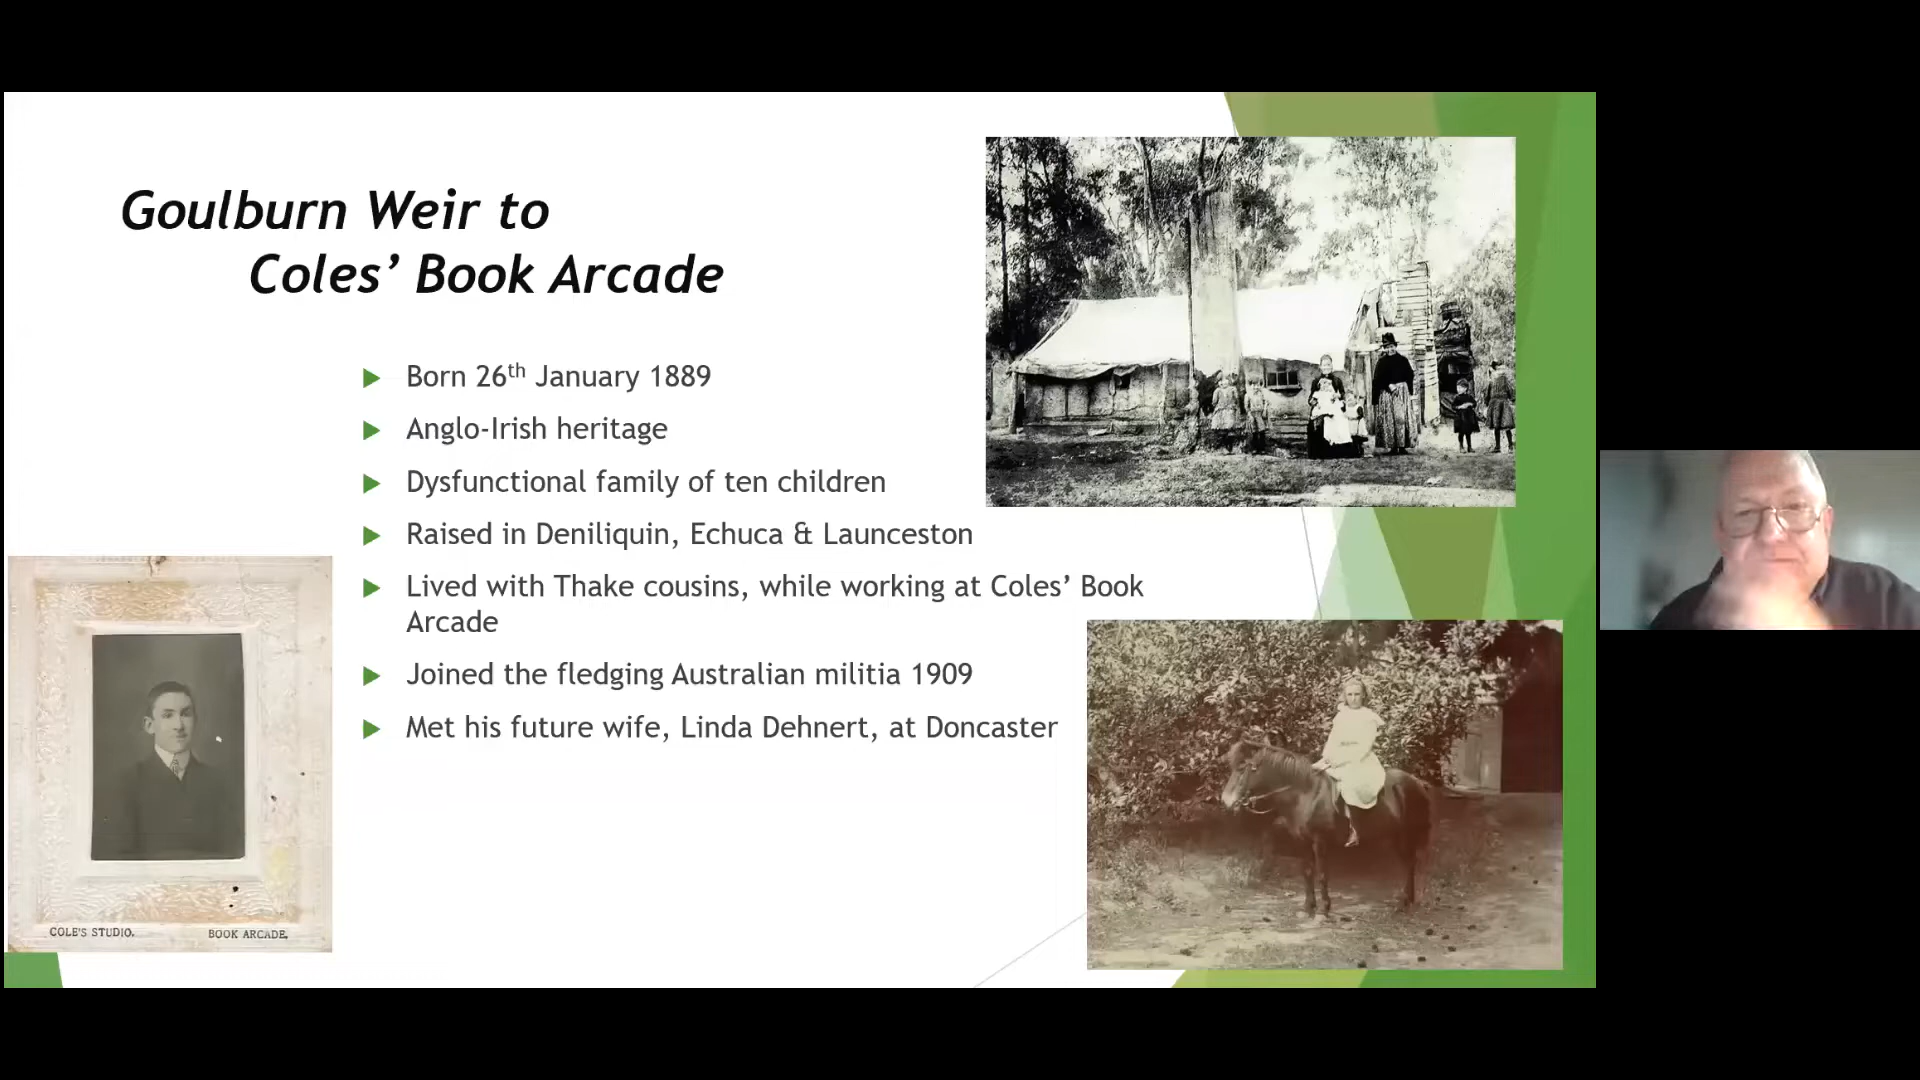 Goulburn Weir to
Coles’ Book Arcade
Born 26th January 1889
Anglo-Irish heritage
Dysfunctional family of ten children
Raised in Deniliquin, Echuca & Launceston
Lived with Thake cousins, while working at Coles’ Book
Arcade
Joined the fledging Australian militia 1909
Met his future wife, Linda Dehnert, at Doncaster
COLE'S STUDIO. BOOK ARCADE.